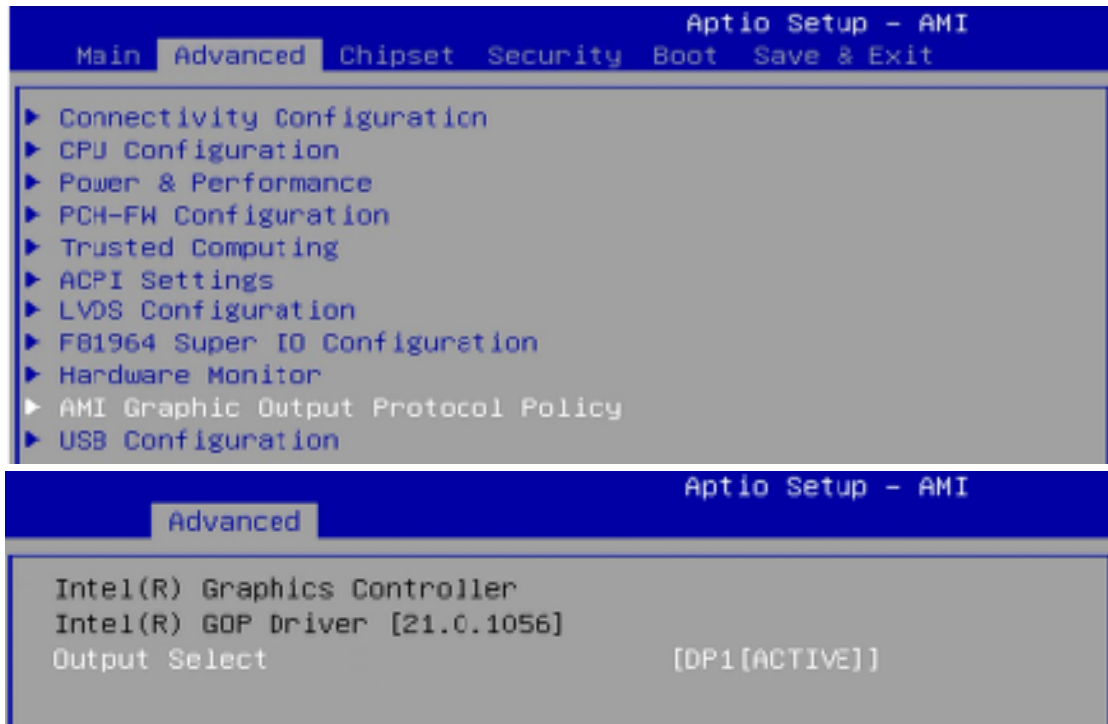 Aptio Setup - AMI
Main Advanced Chipset Security Boot Save & Exit
Connectivity Configuration
CPU Configuration
Power & Performance
PCH-FW Configuration
Trusted Computing
ACPI Settings
LVDS Configuration
F81964 Super IO Configuration
Hardware Monitor
AMI Graphic Output Protocol Policy
USB Configuration
Aptio Setup - AMI
Advanced
Intel(R) Graphics Controller
Intel(R) GOP Driver [21.0.1056]
Output Select [DP1[ACTIVE]]